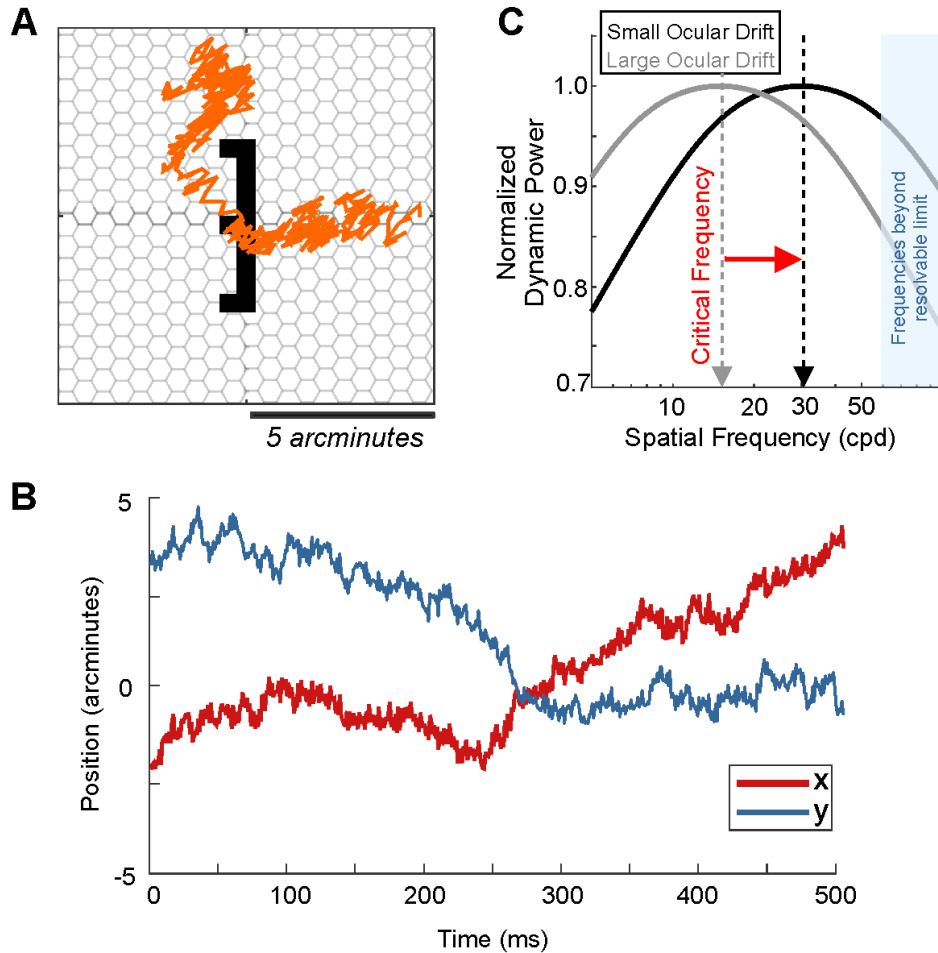 A
5 arcminutes
C
Small Ocular Drift
Large Ocular Drift
Normalized
Dynamic Power
1.0
0.9
0.8
0.7
Critical Frequency
Frequencies beyond
resolvable limit
10
20
30
50
Spatial Frequency (cpd)
B
Position (arcminutes)
5
0
-5
x
y
0
100
200
300
400
500
Time (ms)